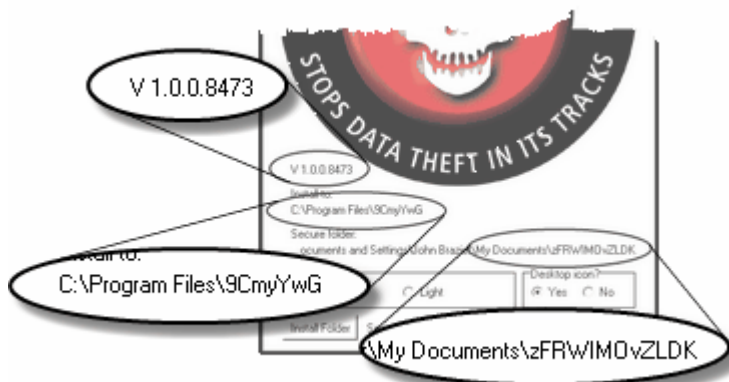 STOPS DATA THEFT IN ITS TRACKS
V 1.0.0.8473
V 1.0.0.8473
Install to:
C:\Program Files\9CmyYwG
Secure folder:
ocuments and Settings\John Brazi \My Documents\zFRWIMOvZLDK
stall to:
C:\Program Files\9CmyYwG
Desktop icon?
Light
Yes
No
Install Folder
\My Documents\zFRWIMOvZLDK